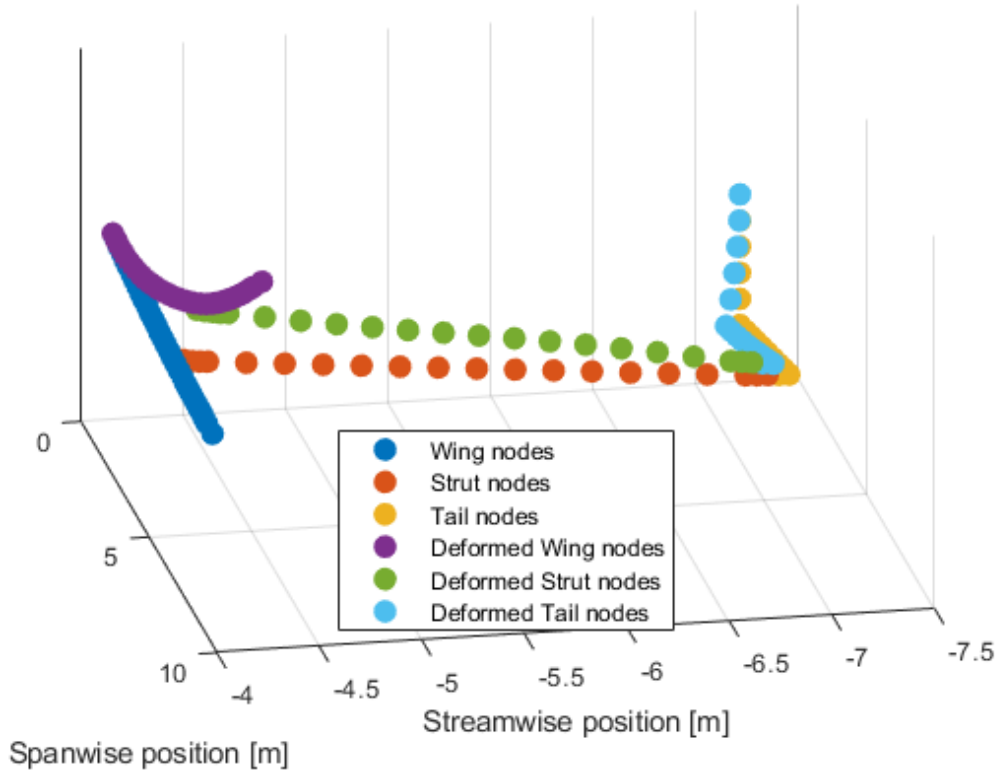 Wing nodes
Strut nodes
Tail nodes
Deformed Wing nodes
Deformed Strut nodes
Deformed Tail nodes
0
5
10
-4
-4.5
-5
-5.5
-6
-6.5
-7
-7.5
Streamwise position [m]
Spanwise position [m]